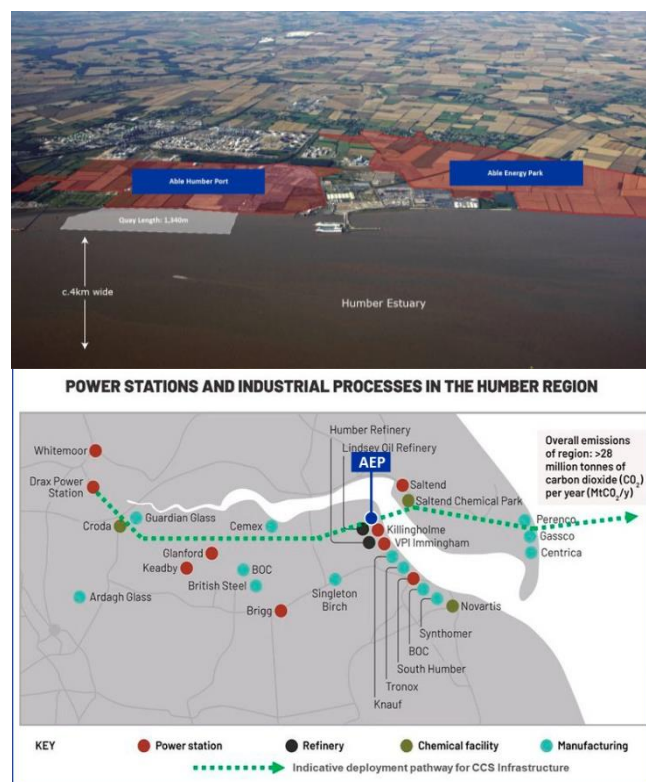 Able Humber Port
Able Energy Park
Quay Length: 1,340m
c.4km wide
Humber Estuary
POWER STATIONS AND INDUSTRIAL PROCESSES IN THE HUMBER REGION
Humber Refinery
Lindsey Oil Refinery
AEP
Overall emissions
of region: >28
million tonnes of
carbon dioxide (CO₂)
per year (MtCO₂/y)
Whitemoor
Drax Power
Station
Saltend
Saltend Chemical Park
Croda
Guardian Glass
Cemex
Perenco
Gassco
Centrica
Killingholme
VPI Immingham
Glanford
Keadby
BOC
British Steel
Ardagh Glass
Brigg
Singleton
Birch
Novartis
Synthomer
BOC
South Humber
Tronox
Knauf
KEY
Power station
Refinery
Chemical facility
Manufacturing
Indicative deployment pathway for CCS Infrastructure